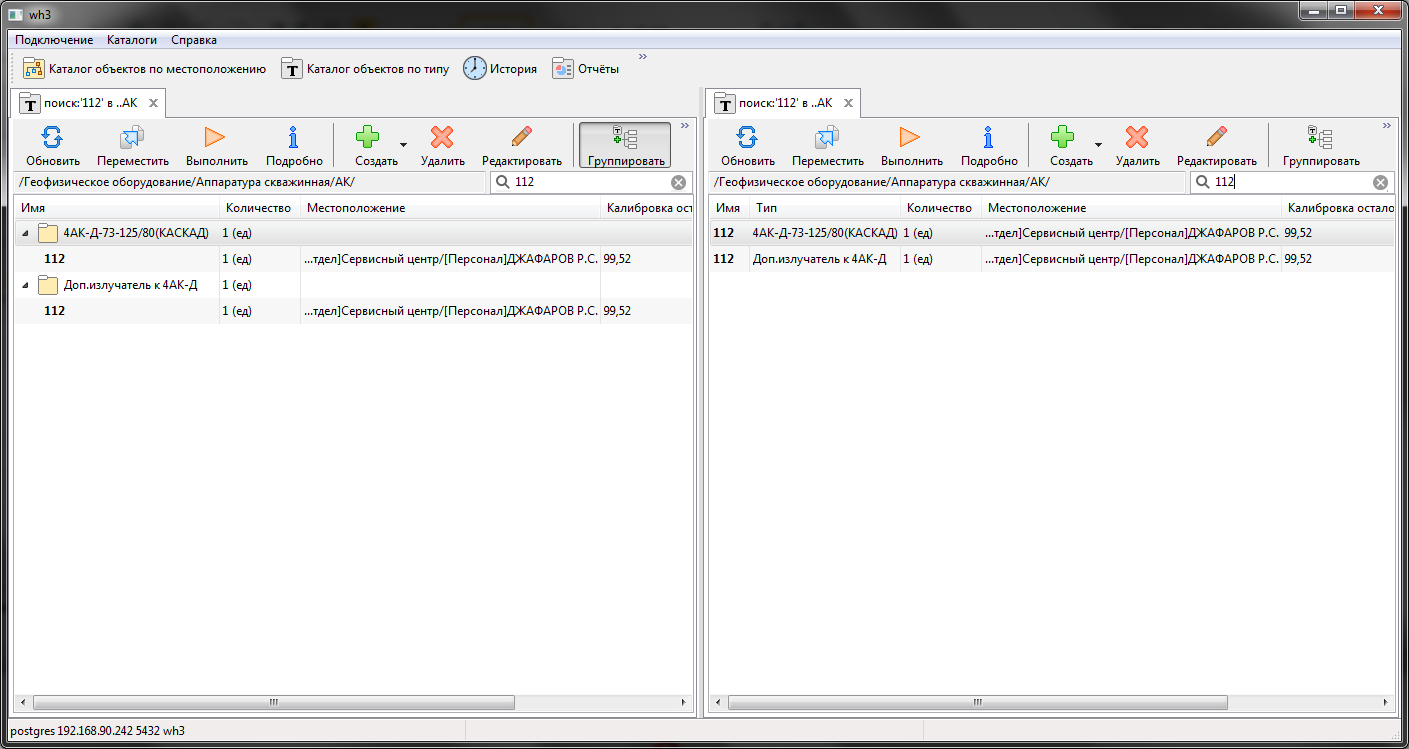 wh3
Подключение Каталоги Справка
Каталог объектов по местоположению T Каталог объектов по типу История Отчёты »
T поиск:'112' в ..АК x
Обновить Переместить Выполнить Подробно Создать Удалить Редактировать Группировать »
/Геофизическое оборудование/Аппаратура скважинная/АК/ 112
Имя Количество Местоположение Калибровка ост
4АК-Д-73-125/80(КАСКАД) 1 (ед)
112 1 (ед) ...тдел]Сервисный центр/[Персонал]ДЖАФАРОВ Р.С. 99,52
Доп.излучатель к 4АК-Д 1 (ед)
112 1 (ед) ...тдел]Сервисный центр/[Персонал]ДЖАФАРОВ Р.С. 99,52
T поиск:'112' в ..АК x
Обновить Переместить Выполнить Подробно Создать Удалить Редактировать Группировать »
/Геофизическое оборудование/Аппаратура скважинная/АК/ 112
Имя Тип Количество Местоположение Калибровка остало
112 4АК-Д-73-125/80(КАСКАД) 1 (ед) ...тдел]Сервисный центр/[Персонал]ДЖАФАРОВ Р.С. 99,52
112 Доп.излучатель к 4АК-Д 1 (ед) ...тдел]Сервисный центр/[Персонал]ДЖАФАРОВ Р.С. 99,52
postgres 192.168.90.242 5432 wh3